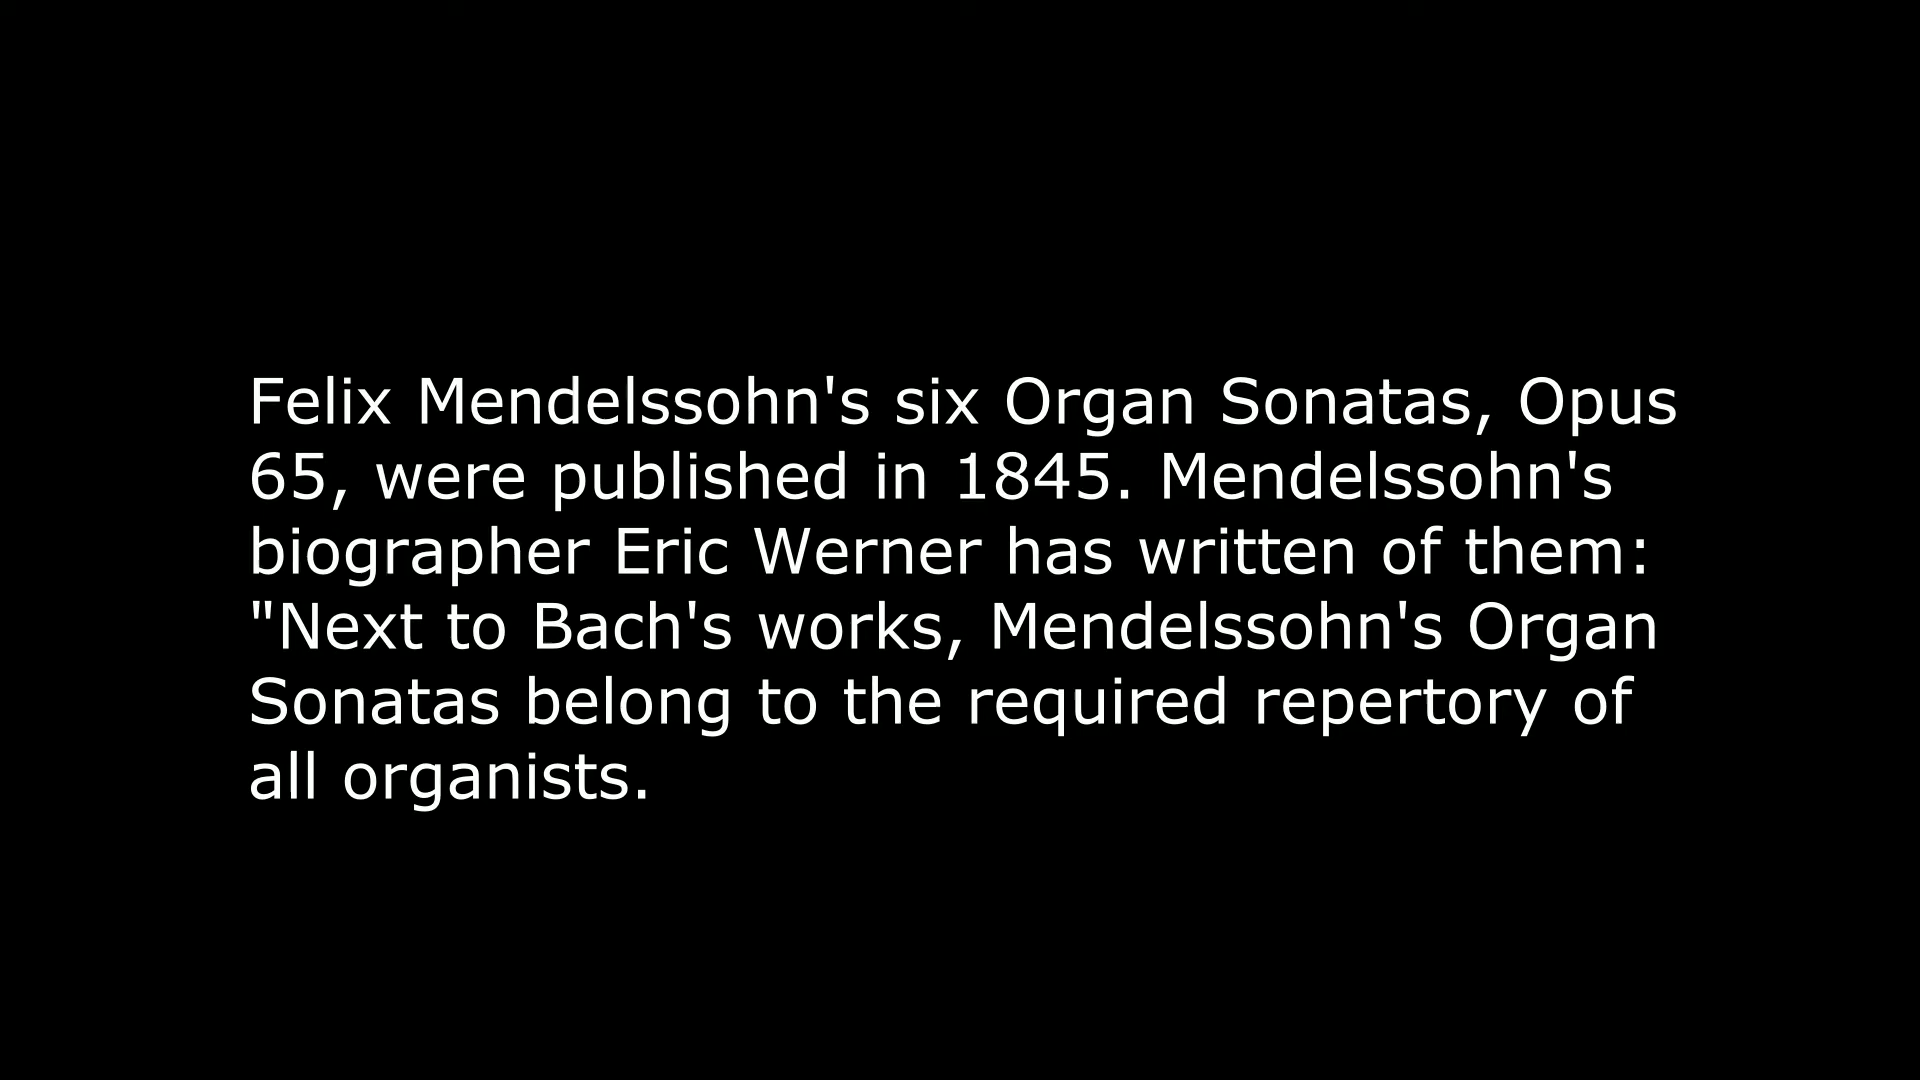 Felix Mendelssohn's six Organ Sonatas, Opus
65, were published in 1845. Mendelssohn's
biographer Eric Werner has written of them:
"Next to Bach's works, Mendelssohn's Organ
Sonatas belong to the required repertory of
all organists.